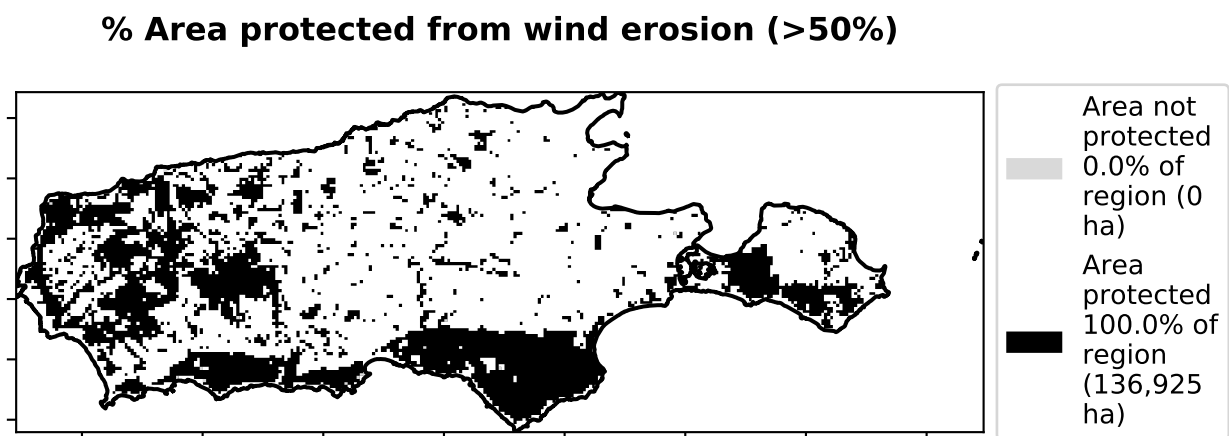 % Area protected from wind erosion (>50%)
Area not
protected
0.0% of
region (0
ha)
Area
protected
100.0% of
region
(136,925
ha)